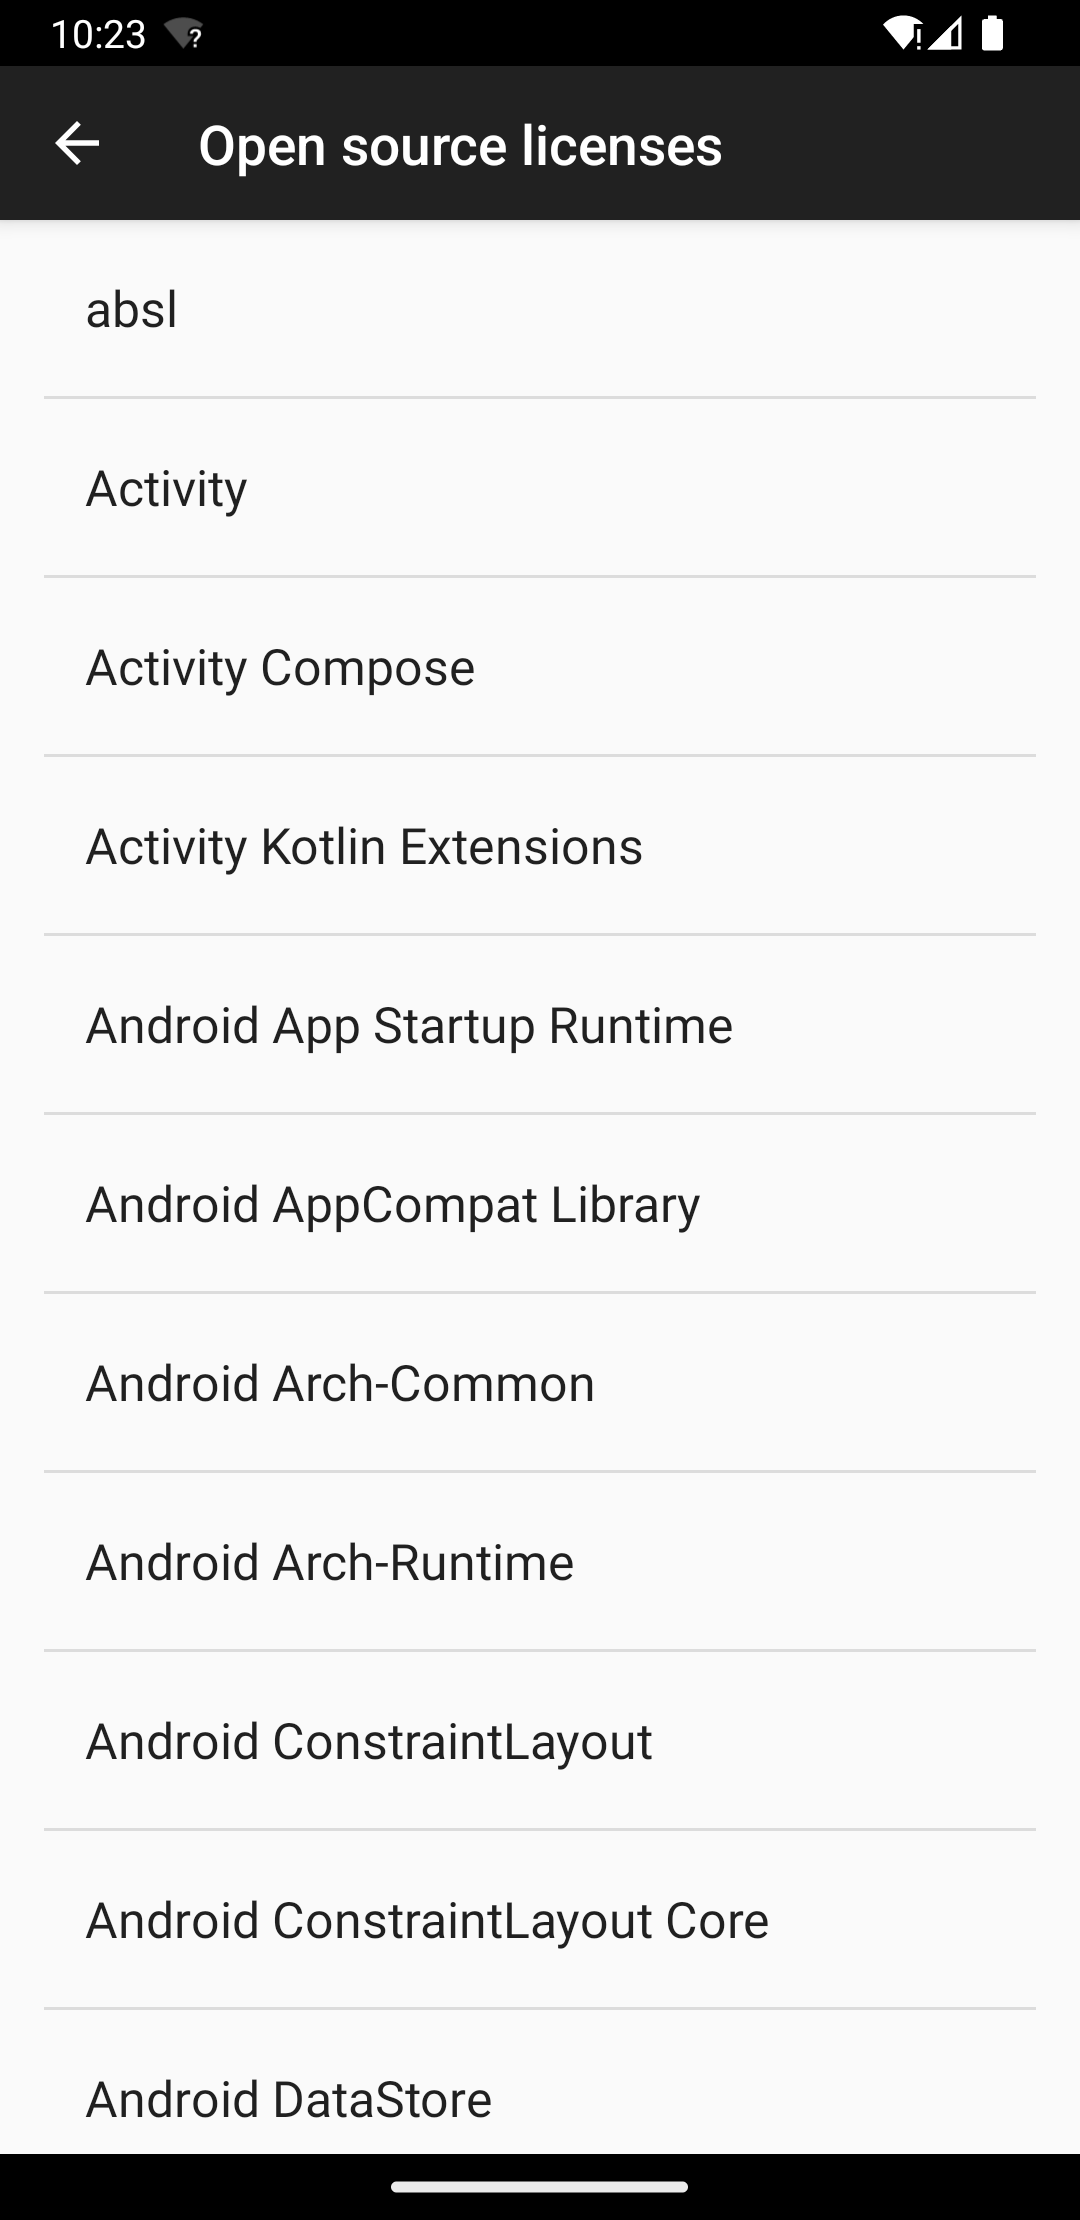 10:23
Open source licenses
absl
Activity
Activity Compose
Activity Kotlin Extensions
Android App Startup Runtime
Android AppCompat Library
Android Arch-Common
Android Arch-Runtime
Android ConstraintLayout
Android ConstraintLayout Core
Android DataStore